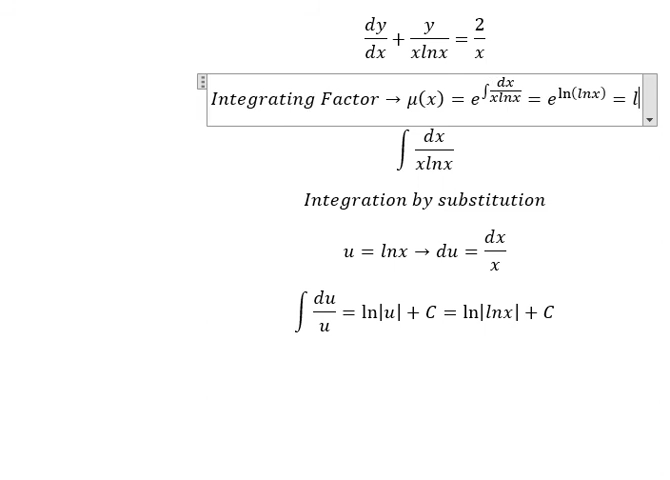 dy/dx + y/xlnx = 2/x
Integrating Factor → μ(x) = e^∫dx/xlnx = e^ln(lnx) = l
∫ dx/xlnx
Integration by substitution
u = lnx → du = dx/x
∫ du/u = ln|u| + C = ln|lnx| + C